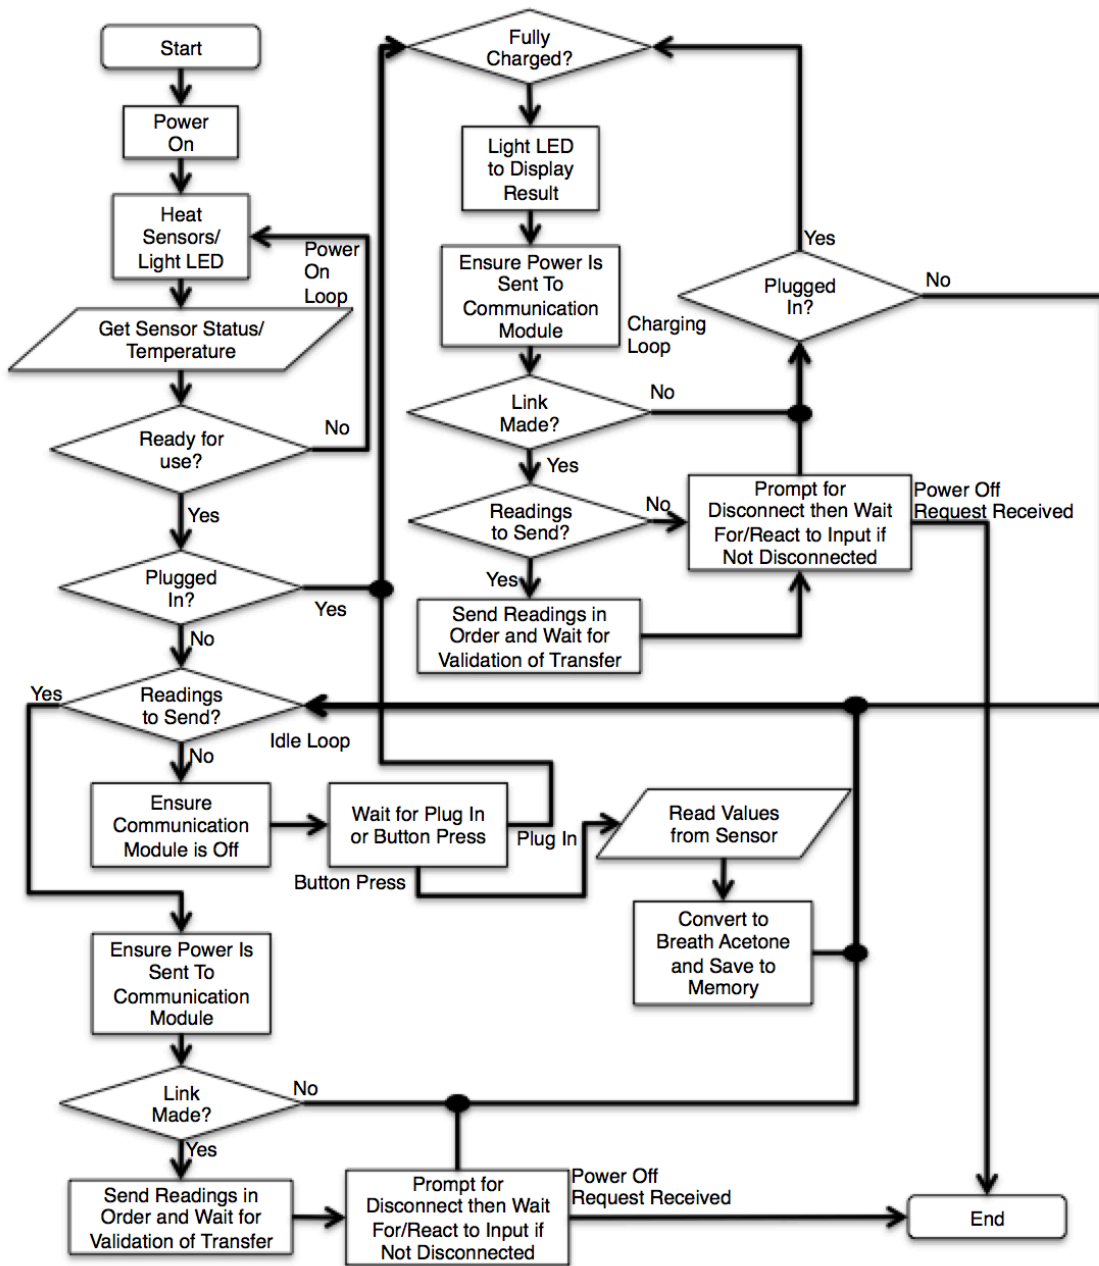 Start
Power
On
Heat
Sensors/
Light LED
Power
On
Loop
Get Sensor Status/
Temperature
Ready for
use?
No
Yes
Plugged
In?
Yes
No
Readings
to Send?
Yes
Idle Loop
No
Ensure
Communication
Module is Off
Wait for Plug In
or Button Press
Plug In
Button Press
Read Values
from Sensor
Convert to
Breath Acetone
and Save to
Memory
Ensure Power Is
Sent To
Communication
Module
Link
Made?
No
Yes
Send Readings in
Order and Wait for
Validation of Transfer
Prompt for
Disconnect then Wait
For/React to Input if
Not Disconnected
Power Off
Request Received
End
Fully
Charged?
Light LED
to Display
Result
Ensure Power Is
Sent To
Communication
Module
Charging
Loop
Link
Made?
No
Yes
Readings
to Send?
No
Yes
Send Readings in
Order and Wait for
Validation of Transfer
Prompt for
Disconnect then Wait
For/React to Input if
Not Disconnected
Power Off
Request Received
Plugged
In?
Yes
No